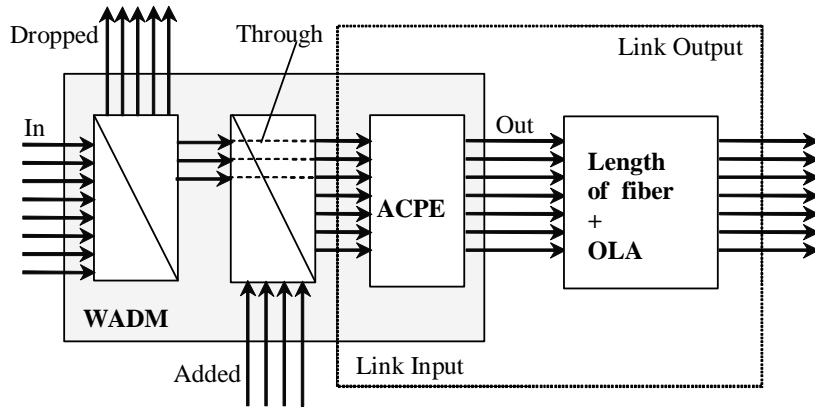 Dropped
Through
Link Output
In
Out
Length
of fiber
+
OLA
ACPE
WADM
Link Input
Added